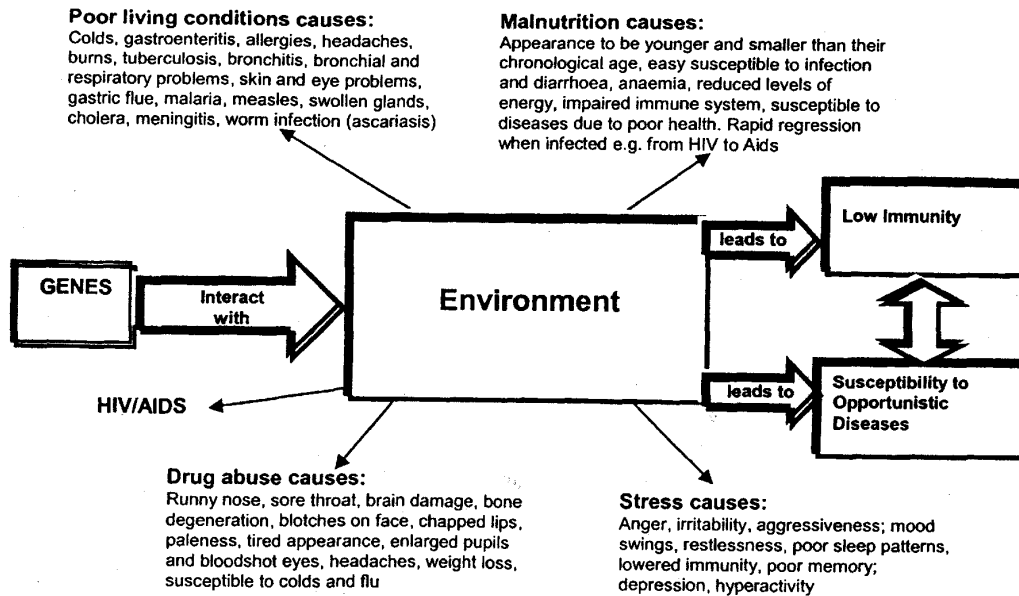 Poor living conditions causes:
Colds, gastroenteritis, allergies, headaches,
burns, tuberculosis, bronchitis, bronchial and
respiratory problems, skin and eye problems,
gastric flue, malaria, measles, swollen glands,
cholera, meningitis, worm infection (ascariasis)
Malnutrition causes:
Appearance to be younger and smaller than their
chronological age, easy susceptible to infection
and diarrhoea, anaemia, reduced levels of
energy, impaired immune system, susceptible to
diseases due to poor health. Rapid regression
when infected e.g. from HIV to Aids
GENES
Interact
with
Environment
leads to
Low Immunity
leads to
Susceptibility to
Opportunistic
Diseases
HIV/AIDS
Drug abuse causes:
Runny nose, sore throat, brain damage, bone
degeneration, blotches on face, chapped lips,
paleness, tired appearance, enlarged pupils
and bloodshot eyes, headaches, weight loss,
susceptible to colds and flu
Stress causes:
Anger, irritability, aggressiveness; mood
swings, restlessness, poor sleep patterns,
lowered immunity, poor memory;
depression, hyperactivity